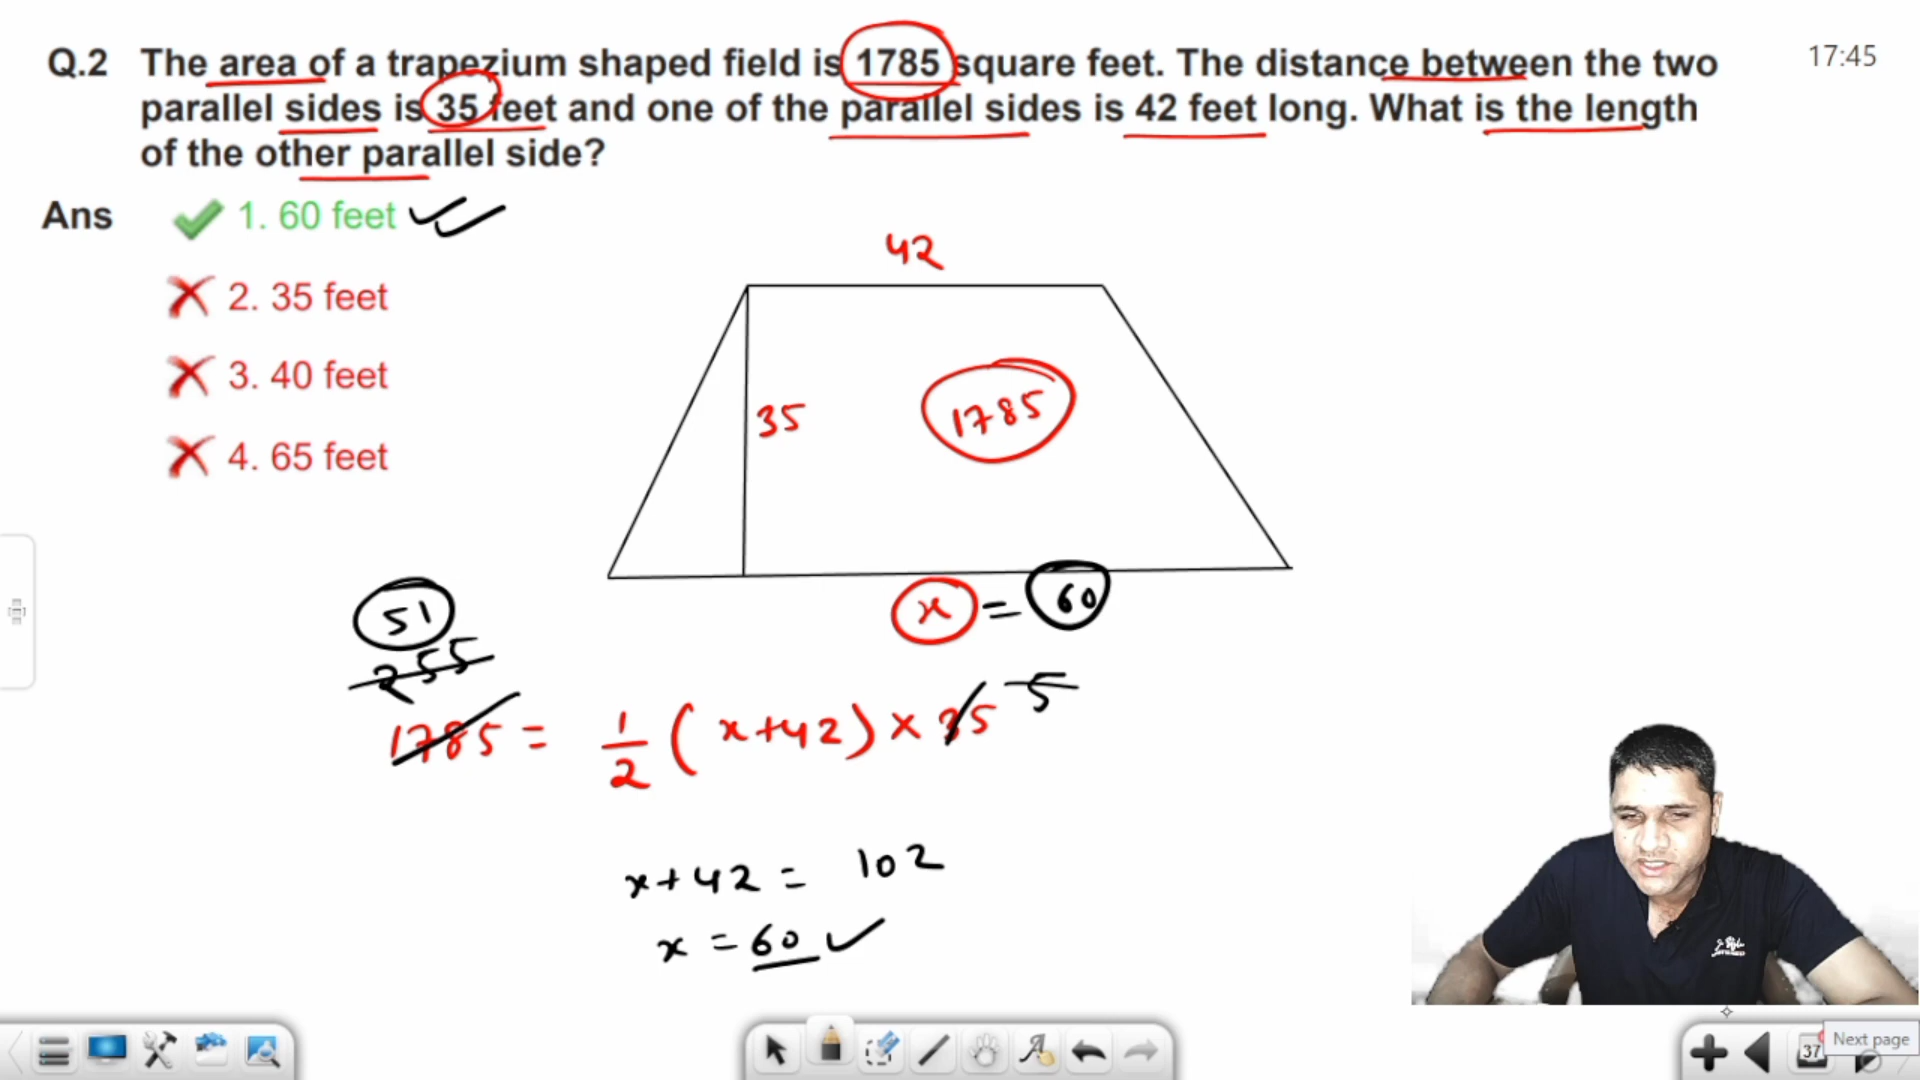 Q.2 The area of a trapezium shaped field is 1785 square feet. The distance between the two
17:45
parallel sides is 35 feet and one of the parallel sides is 42 feet long. What is the length
of the other parallel side?
Ans
1. 60 feet
2. 35 feet
3. 40 feet
4. 65 feet
42
35
1785
x = 60
51
255
1785 = 1/2 (x+42) × 35 5
x+42 = 102
x = 60
37
Next page